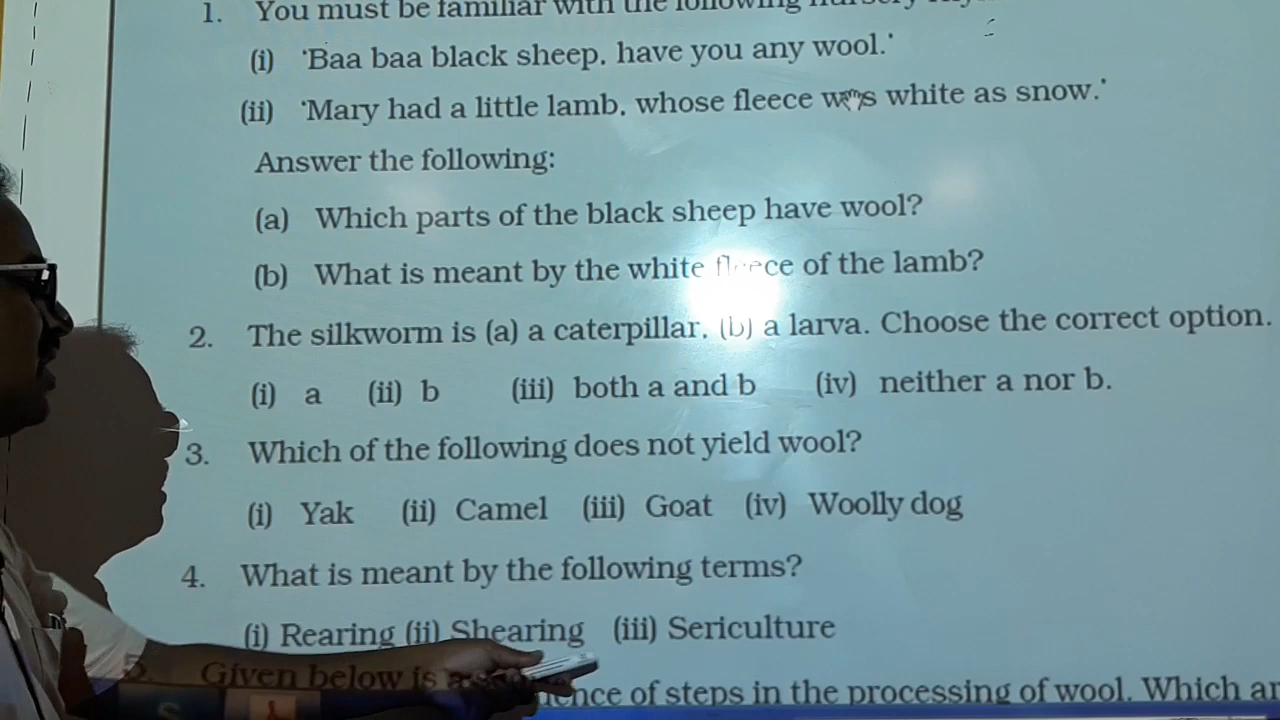 1. You must be familiar with the following nursery
(i) 'Baa baa black sheep, have you any wool.'
(ii) 'Mary had a little lamb, whose fleece was white as snow.'
Answer the following:
(a) Which parts of the black sheep have wool?
(b) What is meant by the white fleece of the lamb?
2. The silkworm is (a) a caterpillar, (b) a larva. Choose the correct option.
(i) a (ii) b (iii) both a and b (iv) neither a nor b.
3. Which of the following does not yield wool?
(i) Yak (ii) Camel (iii) Goat (iv) Woolly dog
4. What is meant by the following terms?
(i) Rearing (ii) Shearing (iii) Sericulture
Given below is a of steps in the processing of wool. Which